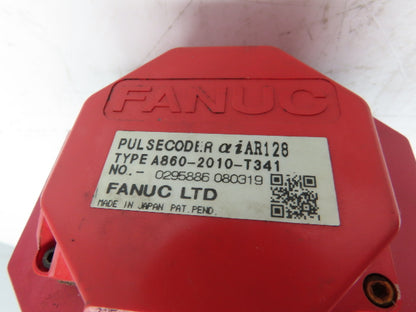 FANUC
PULSECODER αiAR128
TYPE A860-2010-T341
NO.- 0295886 080319
FANUC LTD
MADE IN JAPAN PAT.PEND.